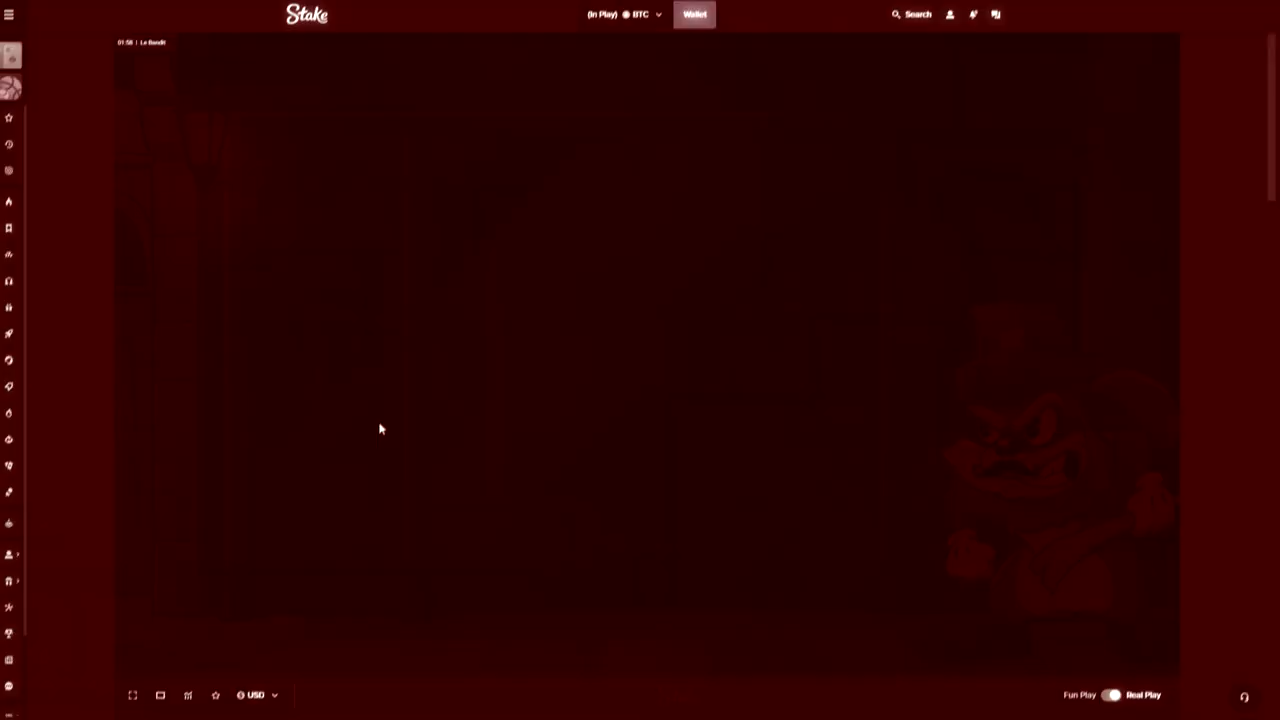 Stake
(In Play) BTC
Wallet
Search
01:58 | Le Bandit
USD
Fun Play
Real Play